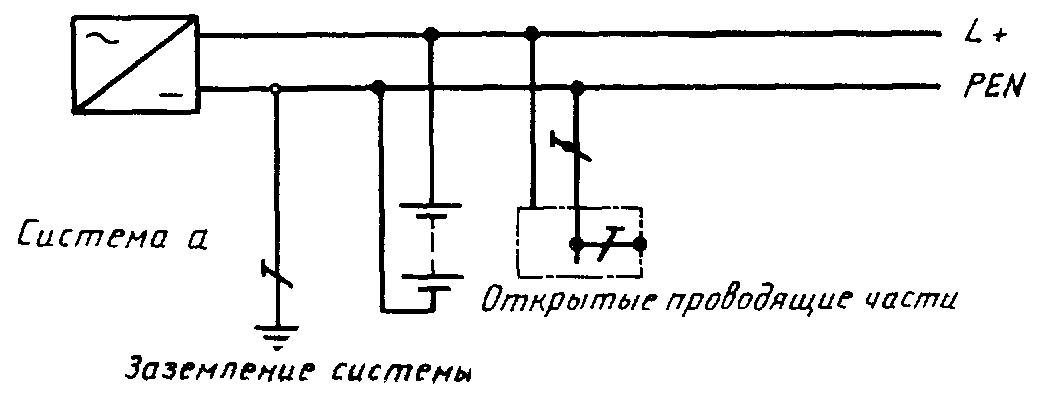 L +
PEN
Система а
Открытые проводящие части
Заземление системы